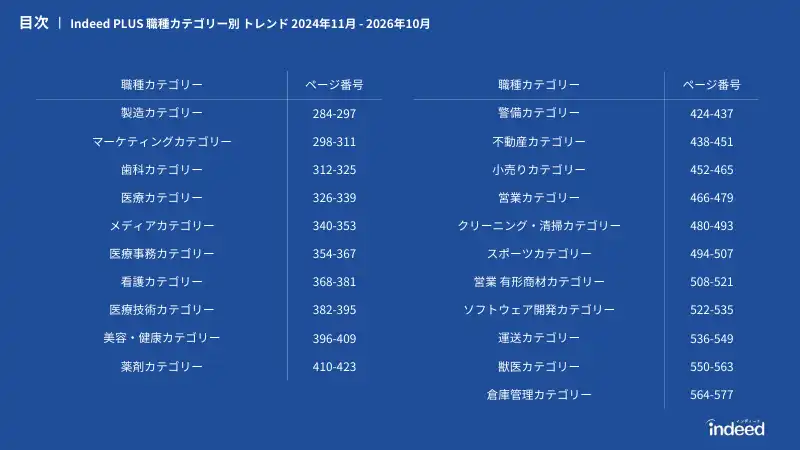 目次 | Indeed PLUS 職種カテゴリー別 トレンド 2024年11月 - 2026年10月
職種カテゴリー ページ番号
製造カテゴリー 284-297
マーケティングカテゴリー 298-311
歯科カテゴリー 312-325
医療カテゴリー 326-339
メディアカテゴリー 340-353
医療事務カテゴリー 354-367
看護カテゴリー 368-381
医療技術カテゴリー 382-395
美容・健康カテゴリー 396-409
薬剤カテゴリー 410-423
職種カテゴリー ページ番号
警備カテゴリー 424-437
不動産カテゴリー 438-451
小売りカテゴリー 452-465
営業カテゴリー 466-479
クリーニング・清掃カテゴリー 480-493
スポーツカテゴリー 494-507
営業 有形商材カテゴリー 508-521
ソフトウェア開発カテゴリー 522-535
運送カテゴリー 536-549
獣医カテゴリー 550-563
倉庫管理カテゴリー 564-577
インディード
indeed